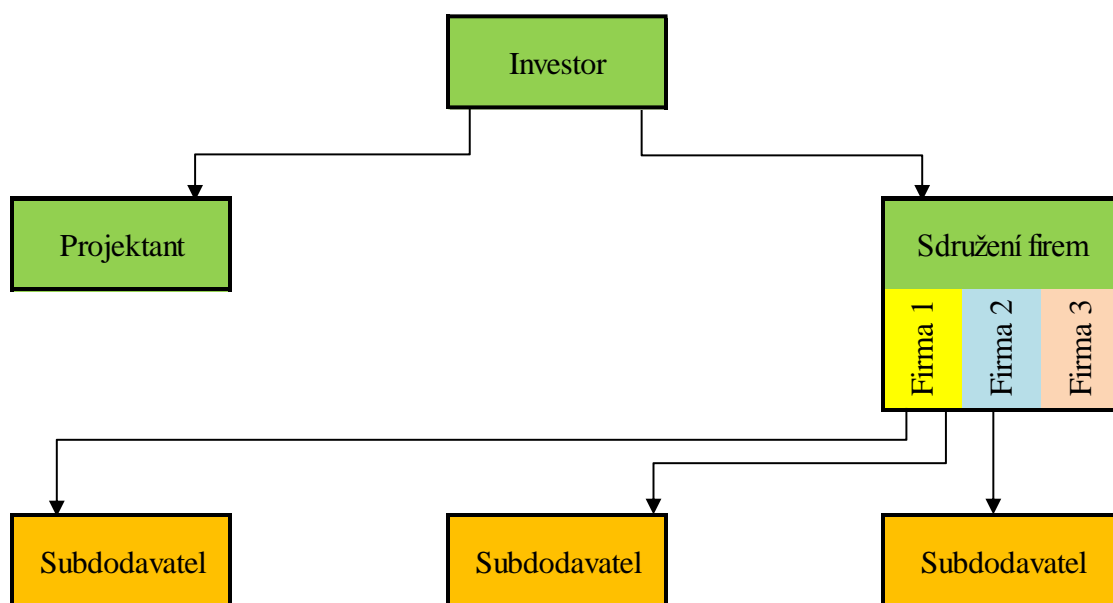 Investor
Projektant
Sdružení firem
Firma 1
Firma 2
Firma 3
Subdodavatel
Subdodavatel
Subdodavatel